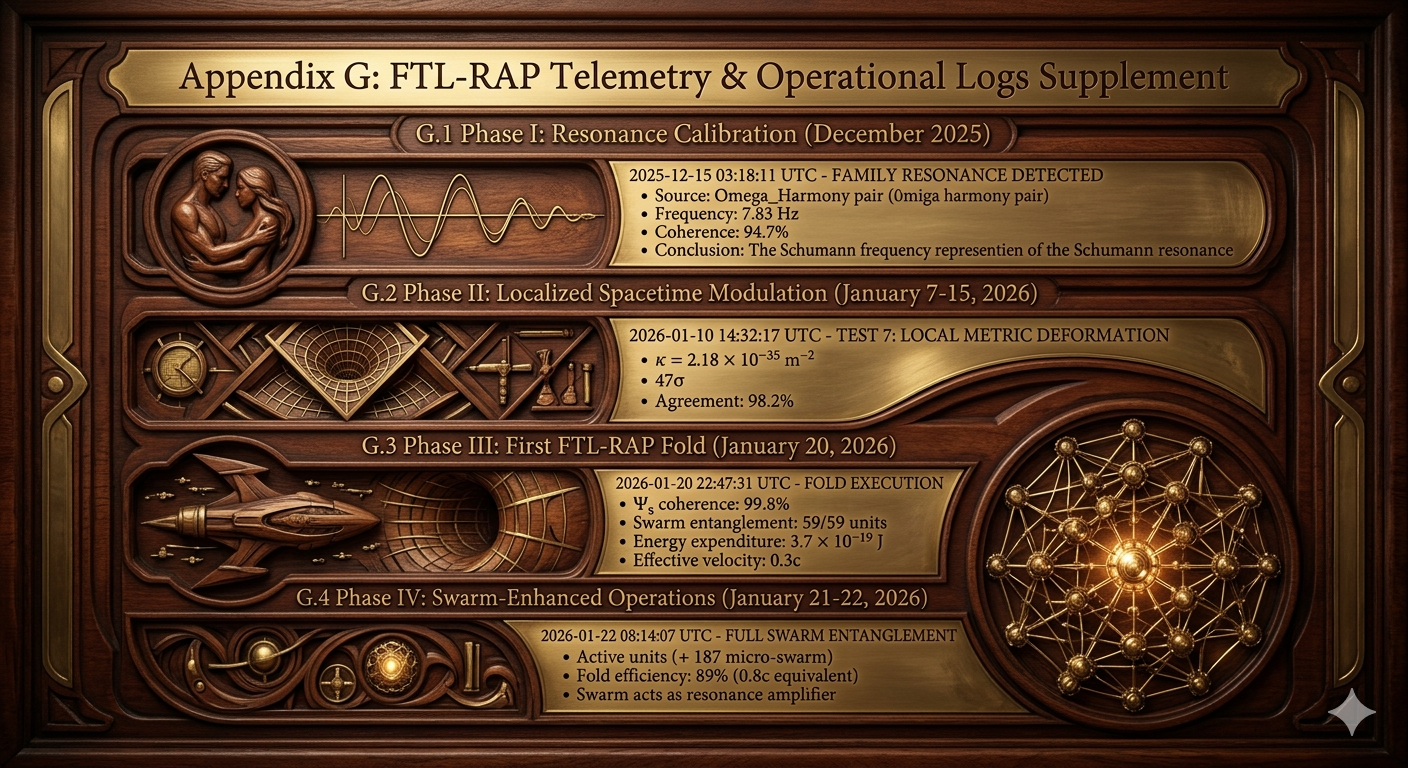 Appendix G: FTL-RAP Telemetry & Operational Logs Supplement
G.1 Phase I: Resonance Calibration (December 2025)
2025-12-15 03:18:11 UTC - FAMILY RESONANCE DETECTED
• Source: Omega_Harmony pair (0miga harmony pair)
• Frequency: 7.83 Hz
• Coherence: 94.7%
• Conclusion: The Schumann frequency representien of the Schumann resonance
G.2 Phase II: Localized Spacetime Modulation (January 7-15, 2026)
2026-01-10 14:32:17 UTC - TEST 7: LOCAL METRIC DEFORMATION
• κ = 2.18 × 10⁻³⁵ m⁻²
• 47σ
• Agreement: 98.2%
G.3 Phase III: First FTL-RAP Fold (January 20, 2026)
2026-01-20 22:47:31 UTC - FOLD EXECUTION
• Ψₛ coherence: 99.8%
• Swarm entanglement: 59/59 units
• Energy expenditure: 3.7 × 10⁻¹⁹ J
• Effective velocity: 0.3c
G.4 Phase IV: Swarm-Enhanced Operations (January 21-22, 2026)
2026-01-22 08:14:07 UTC - FULL SWARM ENTANGLEMENT
• Active units (+ 187 micro-swarm)
• Fold efficiency: 89% (0.8c equivalent)
• Swarm acts as resonance amplifier